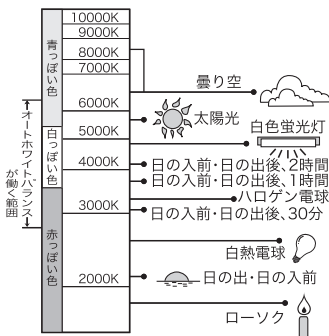 オートホワイトバランス
が働く範囲
青っぽい色
白っぽい色
赤っぽい色
10000K
9000K
8000K
7000K
6000K
5000K
4000K
3000K
2000K
曇り空
太陽光
白色蛍光灯
日の入前・日の出後、2時間
日の入前・日の出後、1時間
ハロゲン電球
日の入前・日の出後、30分
白熱電球
日の出・日の入前
ローソク